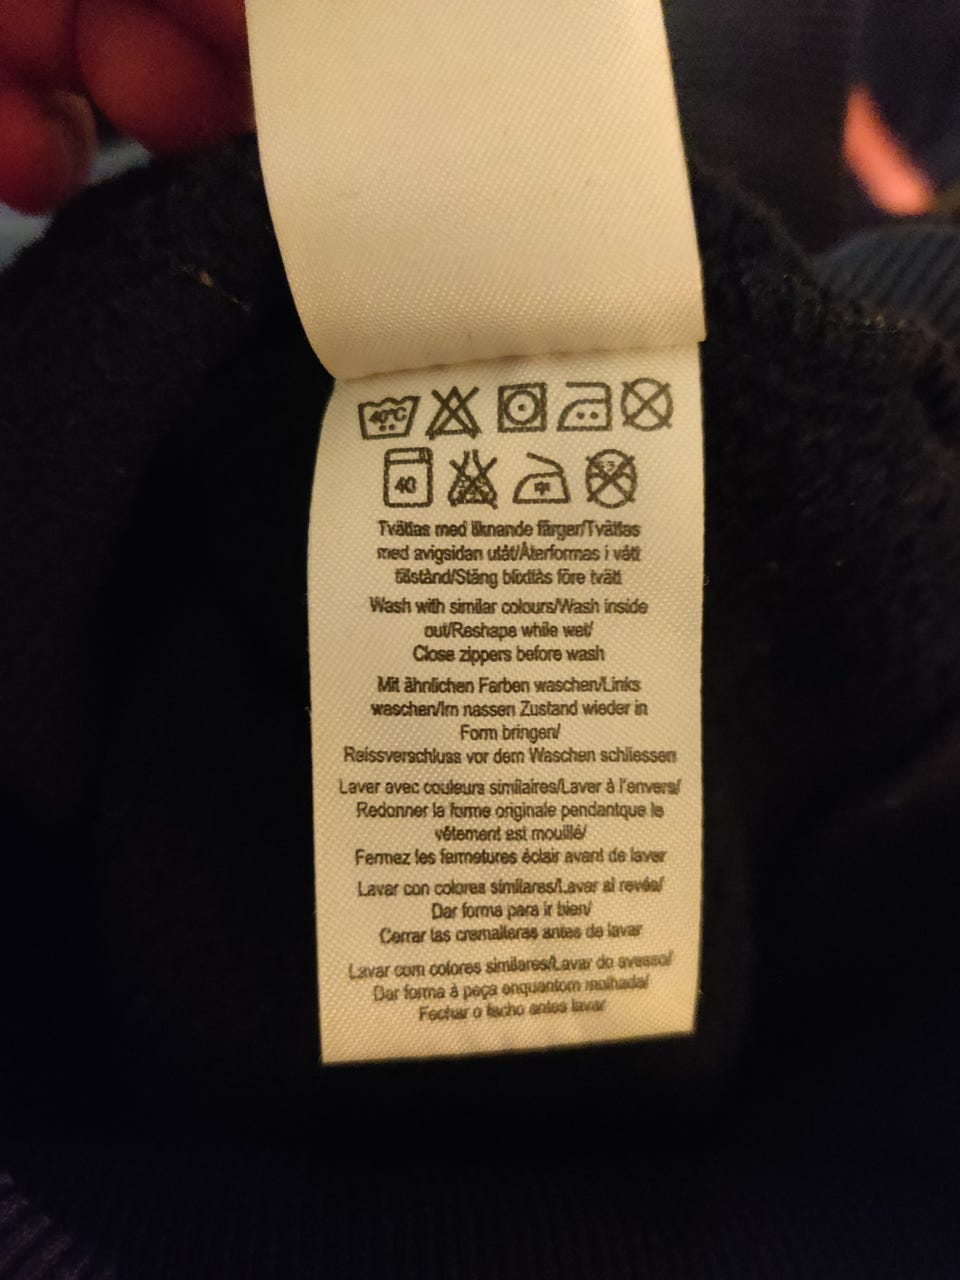 40°C
40
Tvättas med liknande färger/Tvättas
med avigsidan utåt/Återformas i vått
tillstånd/Stäng blixtlås före tvätt
Wash with similar colours/Wash inside
out/Reshape while wet/
Close zippers before wash
Mit ähnlichen Farben waschen/Links
waschen/Im nassen Zustand wieder in
Form bringen/
Reissverschluss vor dem Waschen schliessen
Laver avec couleurs similaires/Laver à l'envers/
Redonner la forme originale pendantque le
vêtement est mouillé/
Fermez les fermetures éclair avant de laver
Lavar con colores similares/Lavar al revés/
Dar forma para ir bien/
Cerrar las cremalleras antes de lavar
Lavar com colores similares/Lavar do avesso/
Dar forma à peça enquantom molhada/
Fechar o fecho antes lavar